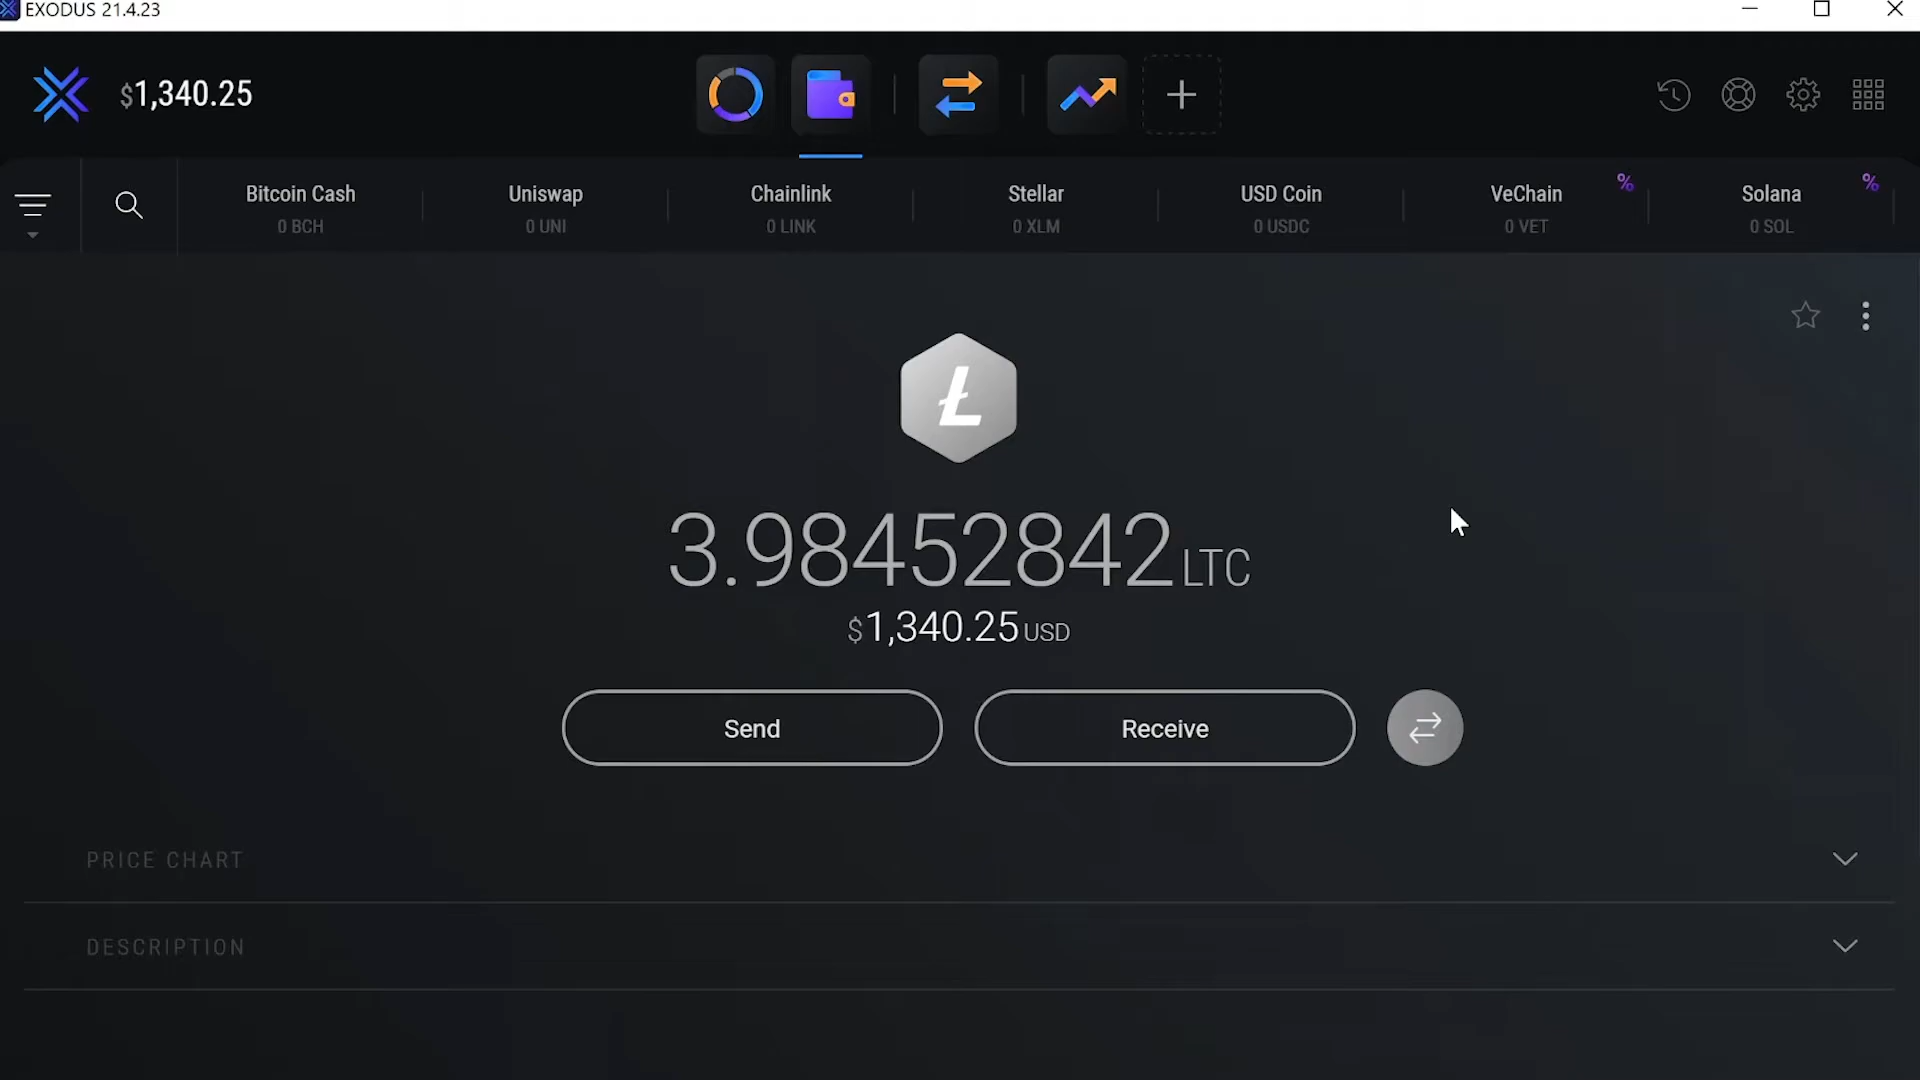 EXODUS 21.4.23
$1,340.25
Bitcoin Cash
0 BCH
Uniswap
0 UNI
Chainlink
0 LINK
Stellar
0 XLM
USD Coin
0 USDC
VeChain
0 VET
%
Solana
0 SOL
%
3.98452842 LTC
$1,340.25 USD
Send
Receive
PRICE CHART
DESCRIPTION